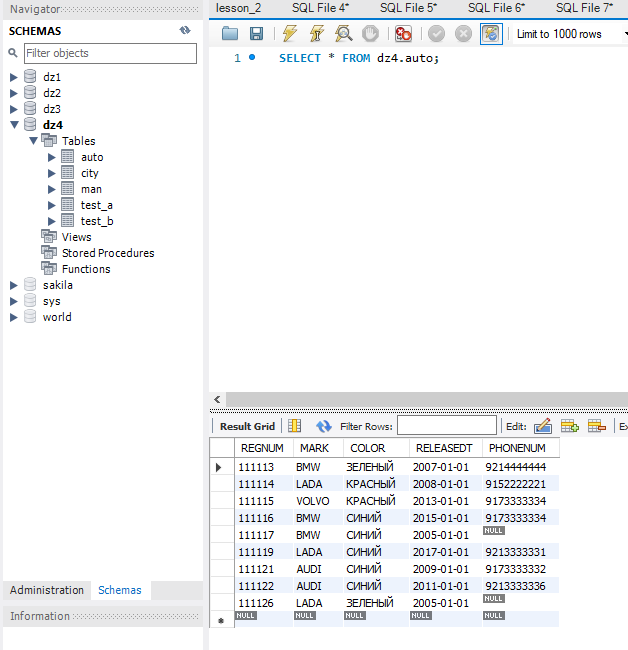 Navigator
SCHEMAS
Filter objects
dz1
dz2
dz3
dz4
Tables
auto
city
man
test_a
test_b
Views
Stored Procedures
Functions
sakila
sys
world
Administration Schemas
Information
lesson_2 SQL File 4* SQL File 5* SQL File 6* SQL File 7*
Limit to 1000 rows
1 SELECT * FROM dz4.auto;
Result Grid Filter Rows: Edit: Ex
REGNUM MARK COLOR RELEASEDT PHONENUM
111113 BMW ЗЕЛЕНЫЙ 2007-01-01 9214444444
111114 LADA КРАСНЫЙ 2008-01-01 9152222221
111115 VOLVO КРАСНЫЙ 2013-01-01 9173333334
111116 BMW СИНИЙ 2015-01-01 9173333334
111117 BMW СИНИЙ 2005-01-01 NULL
111119 LADA СИНИЙ 2017-01-01 9213333331
111121 AUDI СИНИЙ 2009-01-01 9173333332
111122 AUDI СИНИЙ 2011-01-01 9213333336
111126 LADA ЗЕЛЕНЫЙ 2005-01-01 NULL
NULL NULL NULL NULL NULL